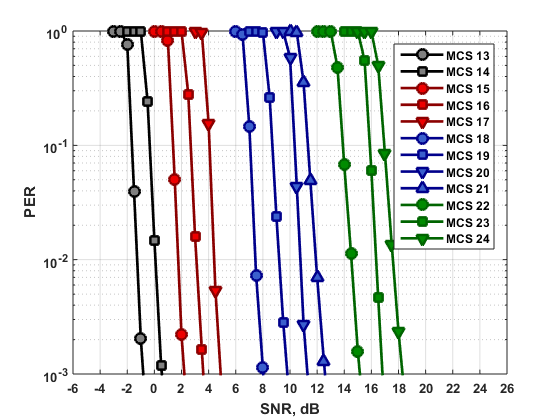 10^0
10^-1
10^-2
10^-3
PER
MCS 13
MCS 14
MCS 15
MCS 16
MCS 17
MCS 18
MCS 19
MCS 20
MCS 21
MCS 22
MCS 23
MCS 24
-6 -4 -2 0 2 4 6 8 10 12 14 16 18 20 22 24 26
SNR, dB